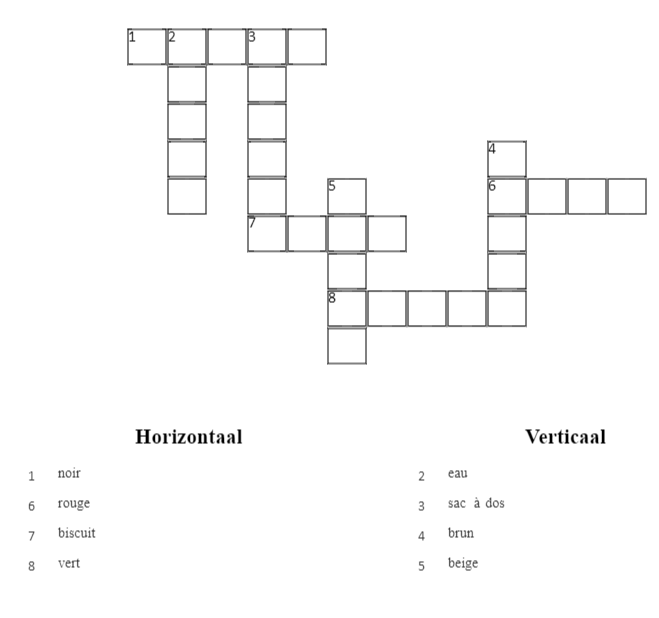 1 2 3
4
5 6
7
8
Horizontaal Verticaal
1 noir 2 eau
6 rouge 3 sac à dos
7 biscuit 4 brun
8 vert 5 beige